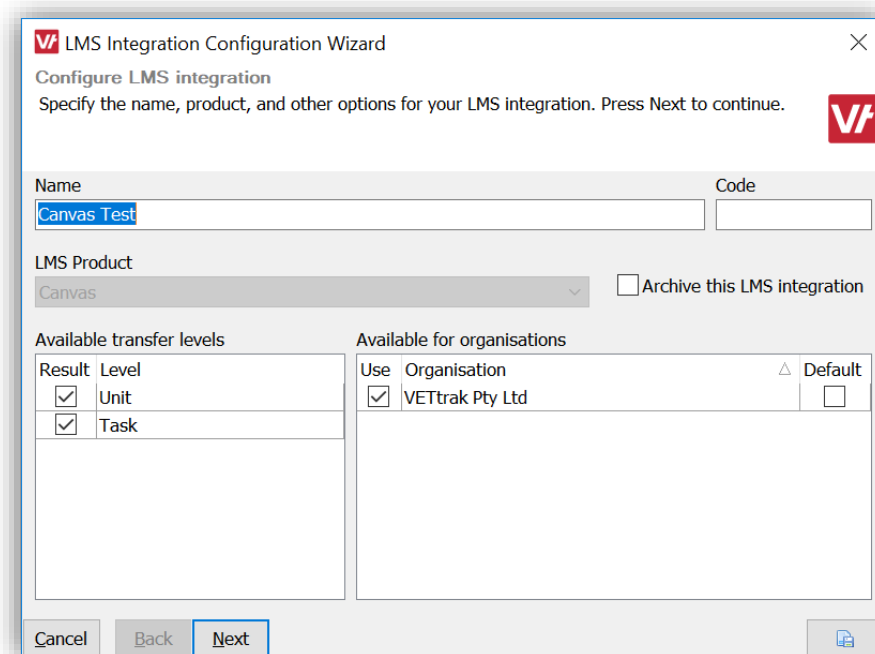 LMS Integration Configuration Wizard
Configure LMS integration
Specify the name, product, and other options for your LMS integration. Press Next to continue.
Name Code
Canvas Test
LMS Product
Canvas
Archive this LMS integration
Available transfer levels Available for organisations
Result Level Use Organisation Default
Unit VETtrak Pty Ltd
Task
Cancel Back Next